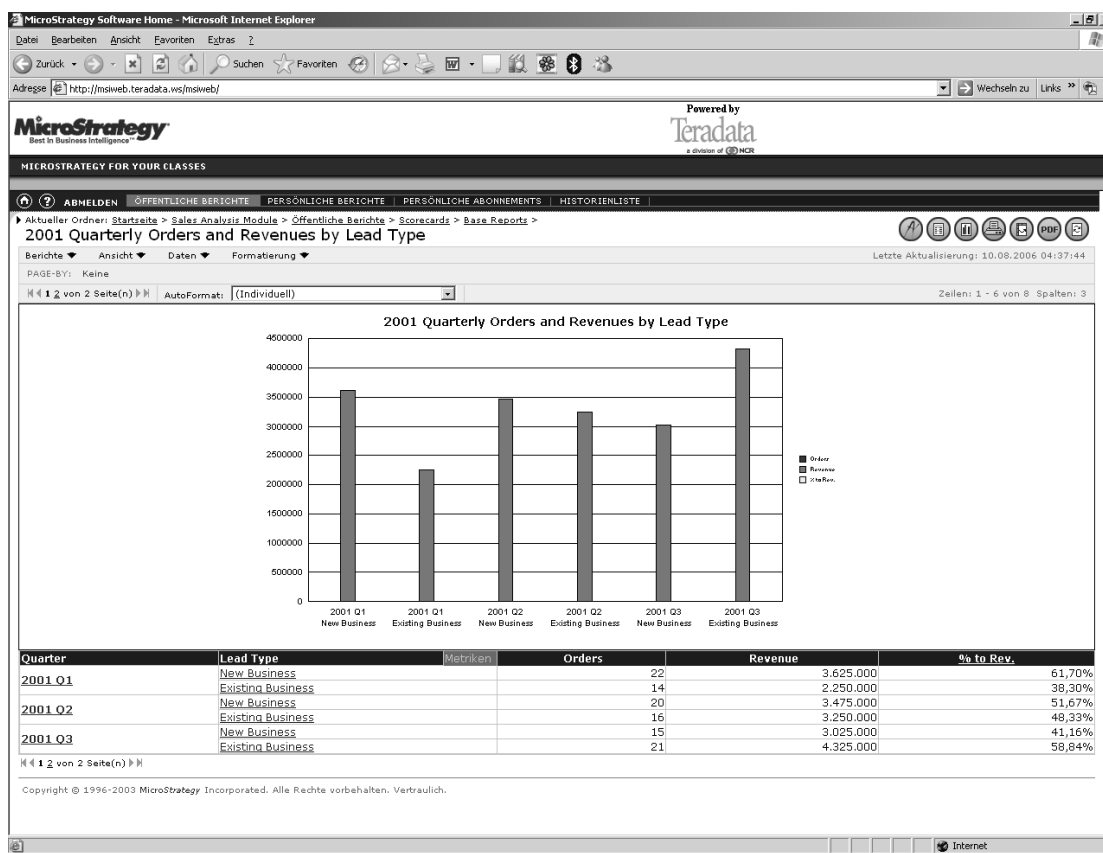 MicroStrategy Software Home - Microsoft Internet Explorer
Datei Bearbeiten Ansicht Favoriten Extras ?
Zurück Suchen Favoriten
Adresse http://msiweb.teradata.ws/msiweb/ Wechseln zu Links »
MicroStrategy
Best In Business Intelligence™
Powered by
Teradata
a division of NCR
MICROSTRATEGY FOR YOUR CLASSES
ABMELDEN ÖFFENTLICHE BERICHTE | PERSÖNLICHE BERICHTE | PERSÖNLICHE ABONNEMENTS | HISTORIENLISTE |
Aktueller Ordner: Startseite > Sales Analysis Module > Öffentliche Berichte > Scorecards > Base Reports >
2001 Quarterly Orders and Revenues by Lead Type
PDF
Berichte Ansicht Daten Formatierung Letzte Aktualisierung: 10.08.2006 04:37:44
PAGE-BY: Keine
1 2 von 2 Seite(n) AutoFormat: (Individuell) Zeilen: 1 - 6 von 8 Spalten: 3
2001 Quarterly Orders and Revenues by Lead Type
4500000
4000000
3500000
3000000
2500000
2000000
1500000
1000000
500000
0
Orders
Revenue
% to Rev.
2001 Q1 2001 Q1 2001 Q2 2001 Q2 2001 Q3 2001 Q3
New Business Existing Business New Business Existing Business New Business Existing Business
Quarter Lead Type Metriken Orders Revenue % to Rev.
2001 Q1 New Business 22 3.625.000 61,70%
Existing Business 14 2.250.000 38,30%
2001 Q2 New Business 20 3.475.000 51,67%
Existing Business 16 3.250.000 48,33%
2001 Q3 New Business 15 3.025.000 41,16%
Existing Business 21 4.325.000 58,84%
1 2 von 2 Seite(n)
Copyright © 1996-2003 MicroStrategy Incorporated. Alle Rechte vorbehalten. Vertraulich.
Internet